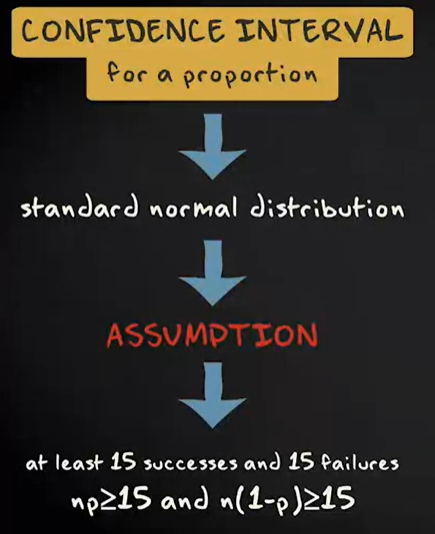 CONFIDENCE INTERVAL
for a proportion
standard normal distribution
ASSUMPTION
at least 15 successes and 15 failures
np≥15 and n(1-p)≥15